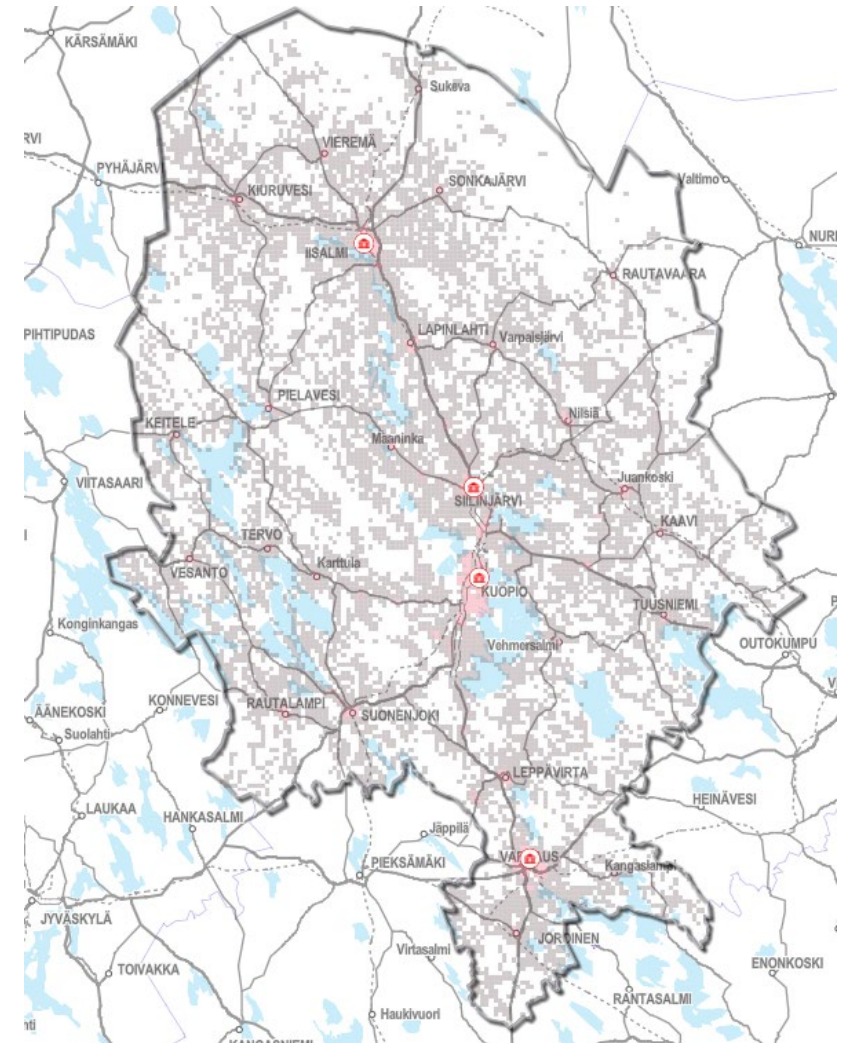 KÄRSÄMÄKI
Sukeva
VIEREMÄ
PYHÄJÄRVI
SONKAJÄRVI
Valtimo
KIURUVESI
IISALMI
RAUTAVAARA
LAPINLAHTI
Varpaisjärvi
PIHTIPUDAS
PIELAVESI
Nilsiä
KEITELE
Maaninka
VIITASAARI
Juankoski
SIILINJÄRVI
KAAVI
TERVO
VESANTO
Karttula
KUOPIO
TUUSNIEMI
Konginkangas
Vehmersalmi
OUTOKUMPU
KONNEVESI
RAUTALAMPI
ÄÄNEKOSKI
SUONENJOKI
Suolahti
LEPPÄVIRTA
HEINÄVESI
LAUKAA
HANKASALMI
Jäppilä
PIEKSÄMÄKI
Kangaslampi
JYVÄSKYLÄ
JOROINEN
Virtasalmi
TOIVAKKA
ENONKOSKI
RANTASALMI
Haukivuori